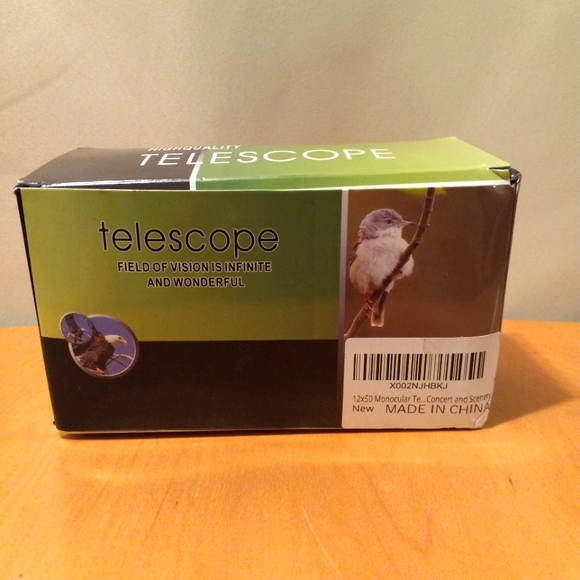 HIGHQUALITY
TELESCOPE
telescope
FIELD OF VISION IS INFINITE
AND WONDERFUL
X002NJHBKJ
12x50 Monocular Te...Concert and Scenery
New
MADE IN CHINA